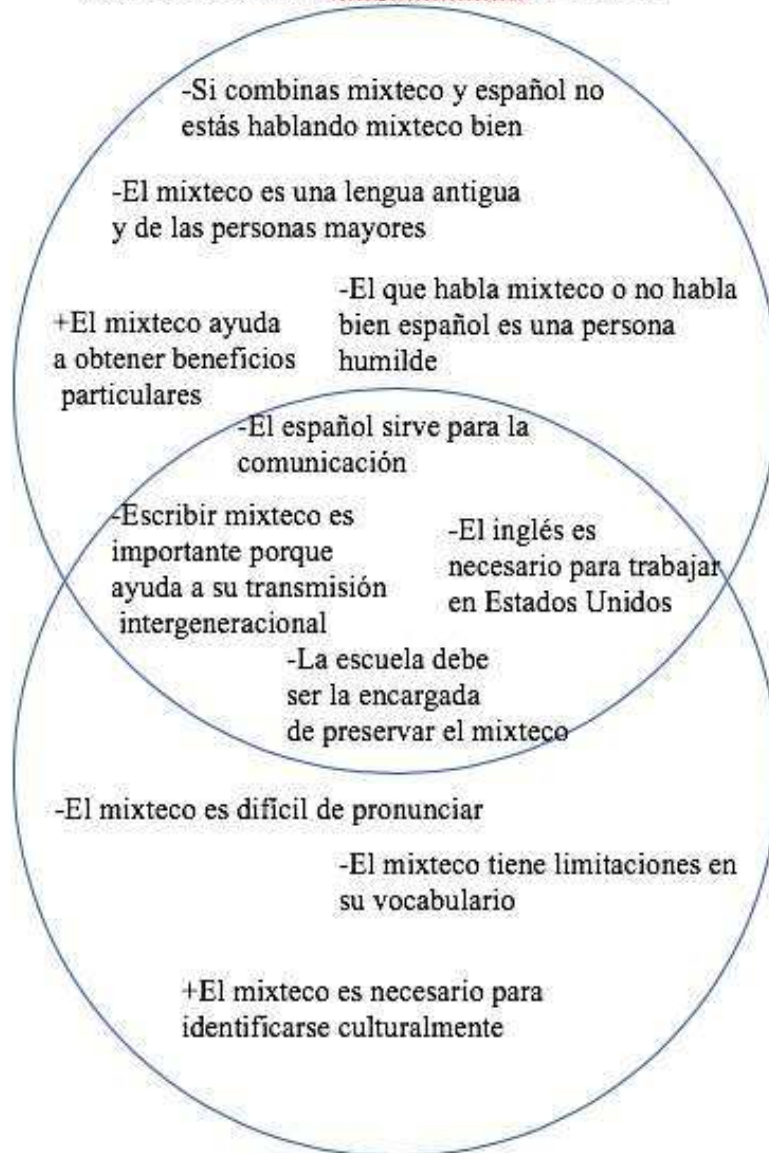 -Si combinas mixteco y español no
estás hablando mixteco bien
-El mixteco es una lengua antigua
y de las personas mayores
-El que habla mixteco o no habla
bien español es una persona
humilde
+El mixteco ayuda
a obtener beneficios
particulares
-El español sirve para la
comunicación
-Escribir mixteco es
importante porque
ayuda a su transmisión
intergeneracional
-El inglés es
necesario para trabajar
en Estados Unidos
-La escuela debe
ser la encargada
de preservar el mixteco
-El mixteco es difícil de pronunciar
-El mixteco tiene limitaciones en
su vocabulario
+El mixteco es necesario para
identificarse culturalmente